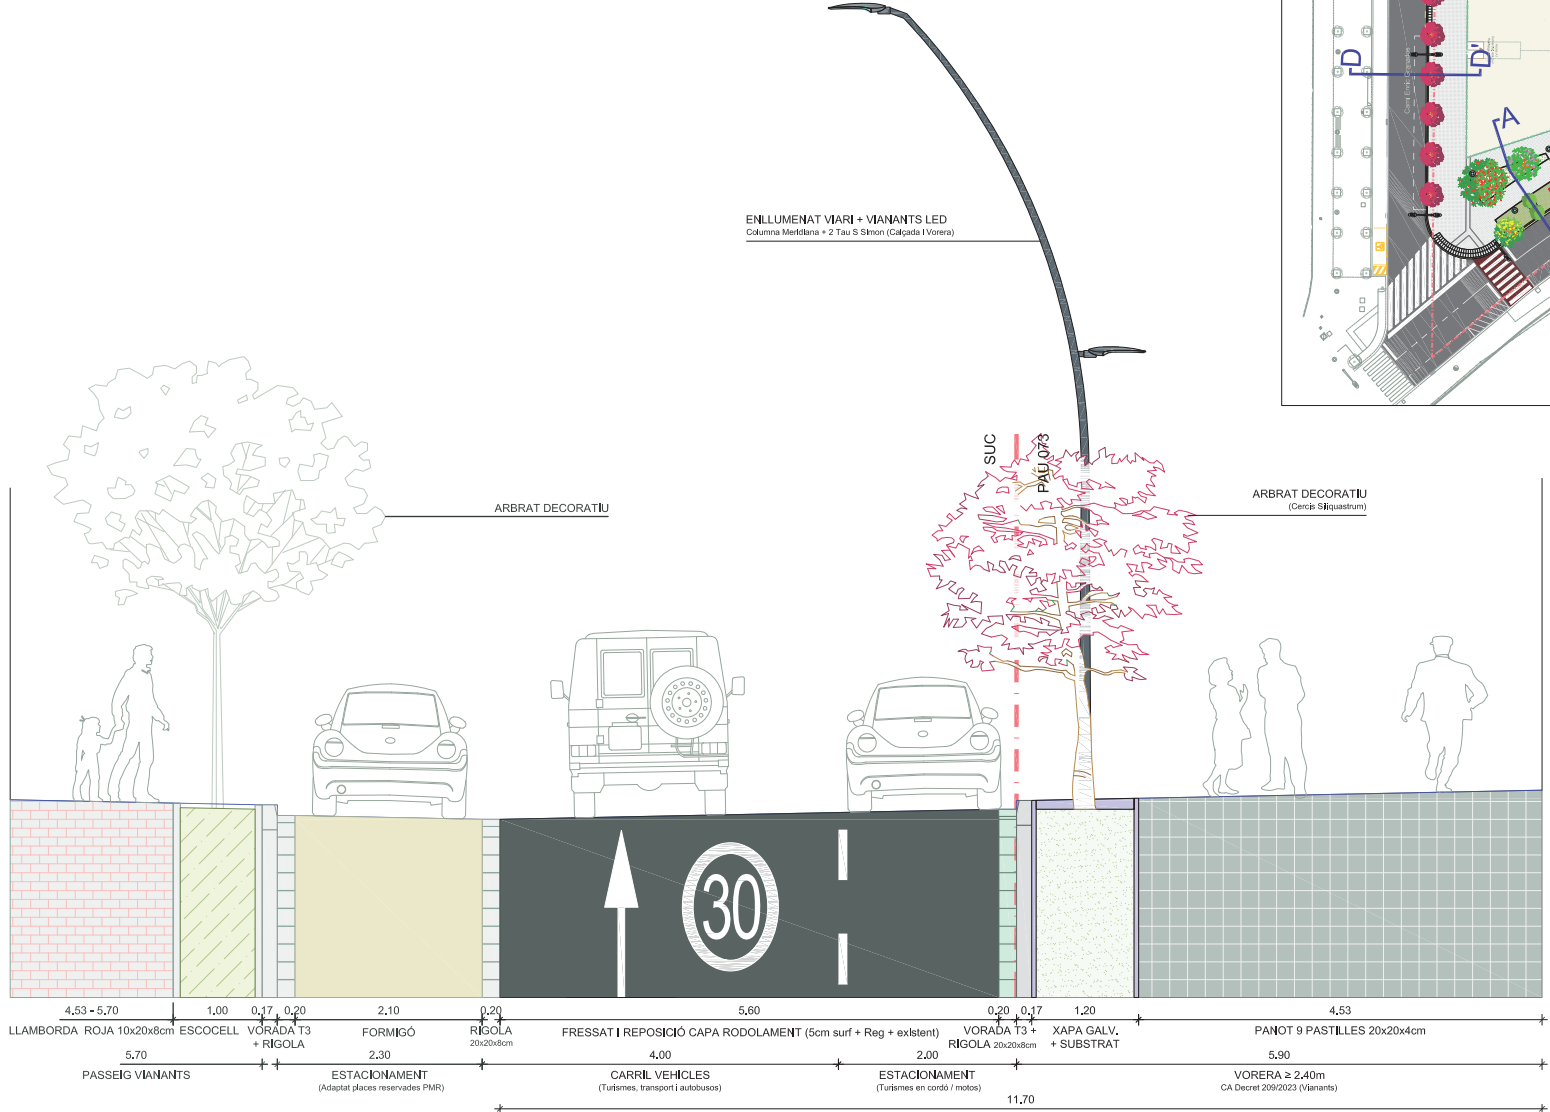 D
D'
Camí Enric Granados
A
ENLLUMENAT VIARI + VIANANTS LED
Columna Meridiana + 2 Tau S Simon (Calçada I Vorera)
SUC
PAU 073
ARBRAT DECORATIU
ARBRAT DECORATIU
(Cercis Siliquastrum)
30
4.53 - 5.70
1.00
0.17
0.20
2.10
0.20
5.60
0.20
0.17
1.20
4.53
LLAMBORDA ROJA 10x20x8cm
ESCOCELL
VORADA T3
+ RIGOLA
FORMIGÓ
RIGOLA
20x20x8cm
FRESSAT I REPOSICIÓ CAPA RODOLAMENT (5cm surf + Reg + existent)
VORADA T3 +
RIGOLA 20x20x8cm
XAPA GALV.
+ SUBSTRAT
PANOT 9 PASTILLES 20x20x4cm
5.70
2.30
4.00
2.00
5.90
PASSEIG VIANANTS
ESTACIONAMENT
(Adaptat places reservades PMR)
CARRIL VEHICLES
(Turismes, transport i autobusos)
ESTACIONAMENT
(Turismes en cordó / motos)
VORERA ≥ 2.40m
CA Decret 209/2023 (Vianants)
11.70